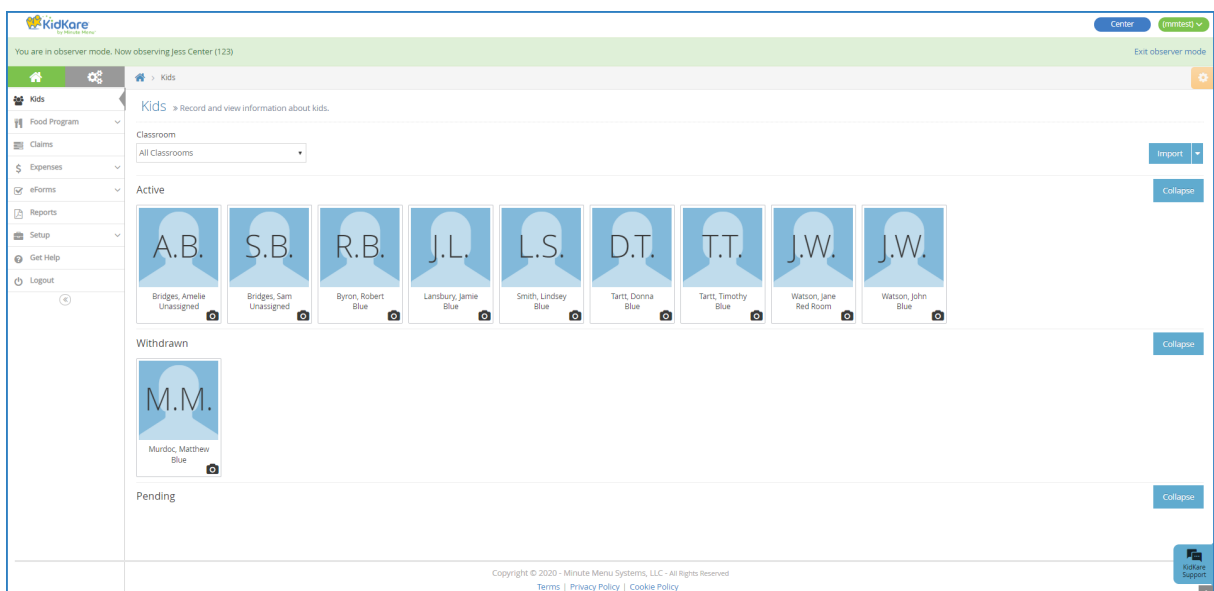 KidKare
by Minute Menu
Center
(mmtest)
You are in observer mode. Now observing Jess Center (123)
Exit observer mode
Kids
Kids
Food Program
Claims
Expenses
eForms
Reports
Setup
Get Help
Logout
Kids » Record and view information about kids.
Classroom
All Classrooms
Import
Active
Collapse
A.B.
S.B.
R.B.
J.L.
L.S.
D.T.
T.T.
J.W.
J.W.
Bridges, Amelie
Unassigned
Bridges, Sam
Unassigned
Byron, Robert
Blue
Lansbury, Jamie
Blue
Smith, Lindsey
Blue
Tartt, Donna
Blue
Tartt, Timothy
Blue
Watson, Jane
Red Room
Watson, John
Blue
Withdrawn
Collapse
M.M.
Murdoc, Matthew
Blue
Pending
Collapse
KidKare
Support
Copyright © 2020 - Minute Menu Systems, LLC - All Rights Reserved
Terms | Privacy Policy | Cookie Policy